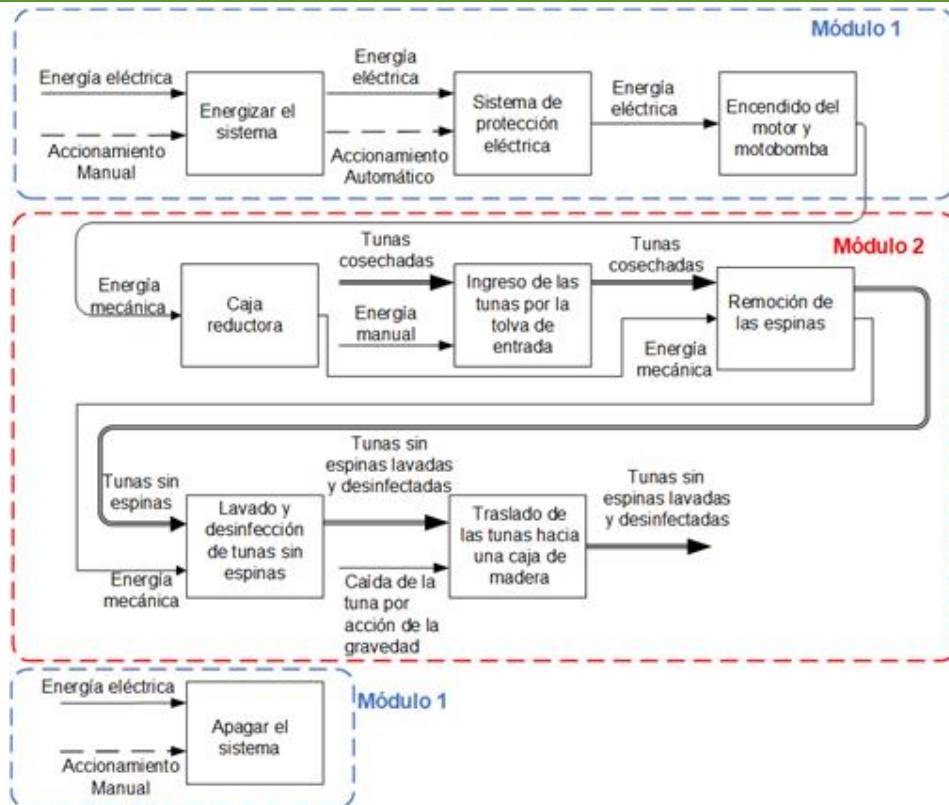 Módulo 1
Energía eléctrica
Accionamiento
Manual
Energizar el
sistema
Energía
eléctrica
Accionamiento
Automático
Sistema de
protección
eléctrica
Energía
eléctrica
Encendido del
motor y
motobomba
Módulo 2
Energía
mecánica
Caja
reductora
Tunas
cosechadas
Energía
manual
Ingreso de las
tunas por la
tolva de
entrada
Tunas
cosechadas
Energía
mecánica
Remoción de
las espinas
Tunas sin
espinas
Energía
mecánica
Lavado y
desinfección
de tunas sin
espinas
Tunas sin
espinas lavadas
y desinfectadas
Caída de la
tuna por
acción de la
gravedad
Traslado de
las tunas hacia
una caja de
madera
Tunas sin
espinas lavadas
y desinfectadas
Módulo 1
Energía eléctrica
Accionamiento
Manual
Apagar el
sistema